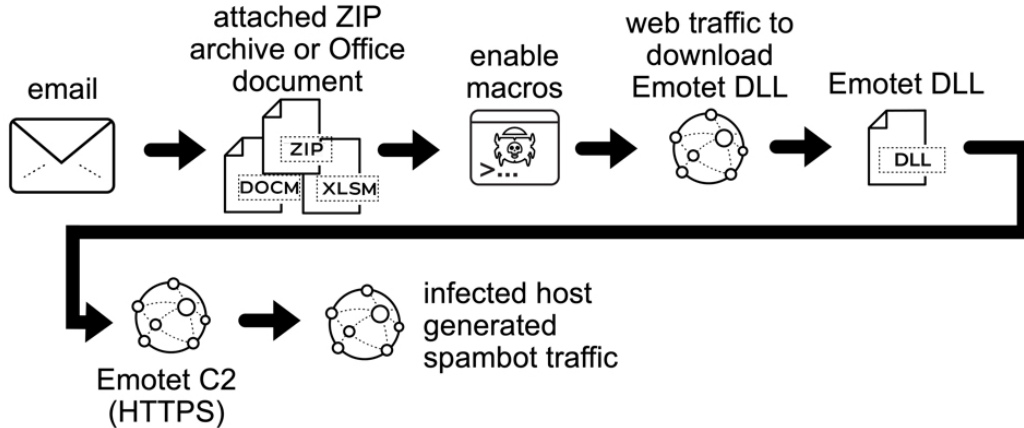 email
attached ZIP
archive or Office
document
ZIP
DOCM
XLSM
enable
macros
>_...
web traffic to
download
Emotet DLL
Emotet DLL
DLL
Emotet C2
(HTTPS)
infected host
generated
spambot traffic